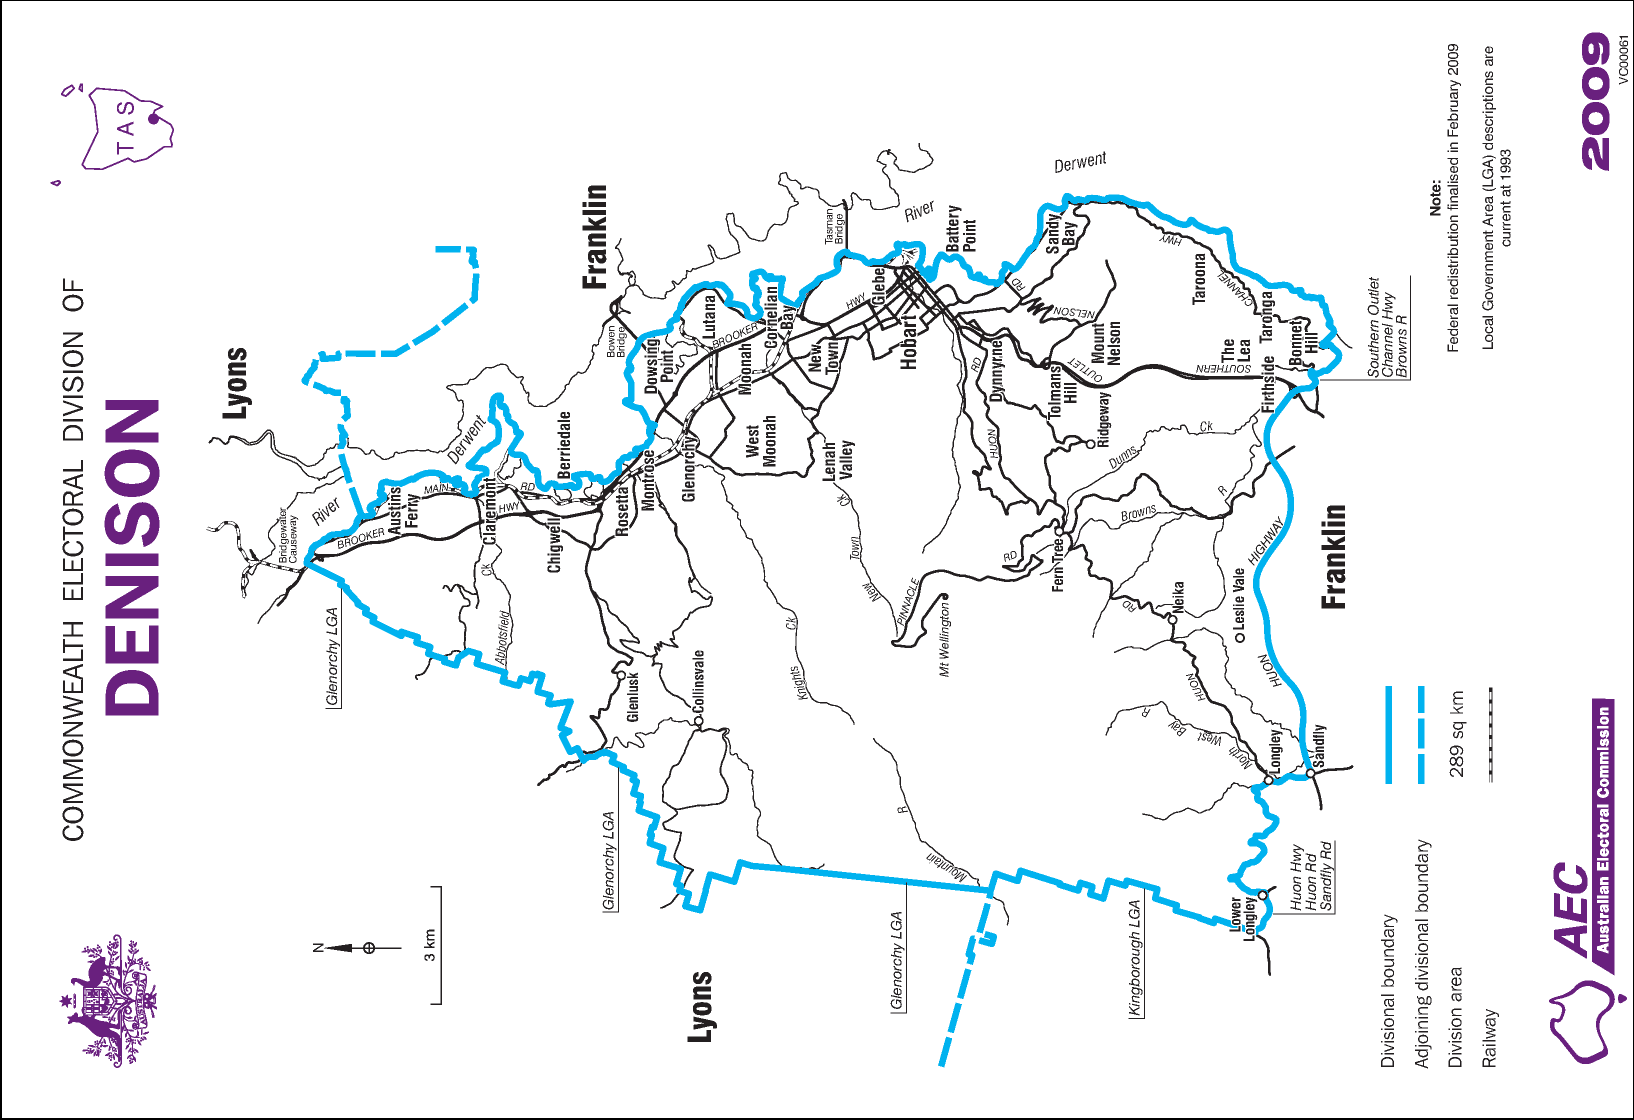 COMMONWEALTH ELECTORAL DIVISION OF
DENISON
TAS
N
3 km
Lyons
Franklin
Lyons
Franklin
Glenorchy LGA
Glenorchy LGA
Glenorchy LGA
Kingborough LGA
Bridgewater
Causeway
River
Derwent
BROOKER
HWY
MAIN
RD
Austins
Ferry
Claremont
Abbotsfield
Ck
Chigwell
Berriedale
Rosetta
Montrose
Glenorchy
Bowen
Bridge
Dowsing
Point
Lutana
BROOKER
HWY
Moonah
Cornelian
Bay
West
Moonah
New
Town
Lenah
Valley
Tasman
Bridge
River
Derwent
Glebe
Hobart
Battery
Point
Sandy
Bay
RD
NELSON
RD
Mount
Nelson
Dynnyrne
HUON
RD
Tolmans
Hill
OUTLET
SOUTHERN
Ridgeway
Taroona
CHANNEL
HWY
Taronga
The
Lea
Bonnet
Hill
Firthside
Southern Outlet
Channel Hwy
Browns R
Dunns
Ck
Browns
R
Glenlusk
Collinsvale
Knights
Ck
New
Town
Ck
PINNACLE
RD
Mt Wellington
Fern Tree
Neika
Leslie Vale
HUON
HIGHWAY
HUON
RD
North
West
Bay
R
Mountain
R
Longley
Sandfly
Lower
Longley
Huon Hwy
Huon Rd
Sandfly Rd
Divisional boundary
Adjoining divisional boundary
Division area 289 sq km
Railway
Note:
Federal redistribution finalised in February 2009
Local Government Area (LGA) descriptions are
current at 1993
AEC
Australian Electoral Commission
2009
VC00061